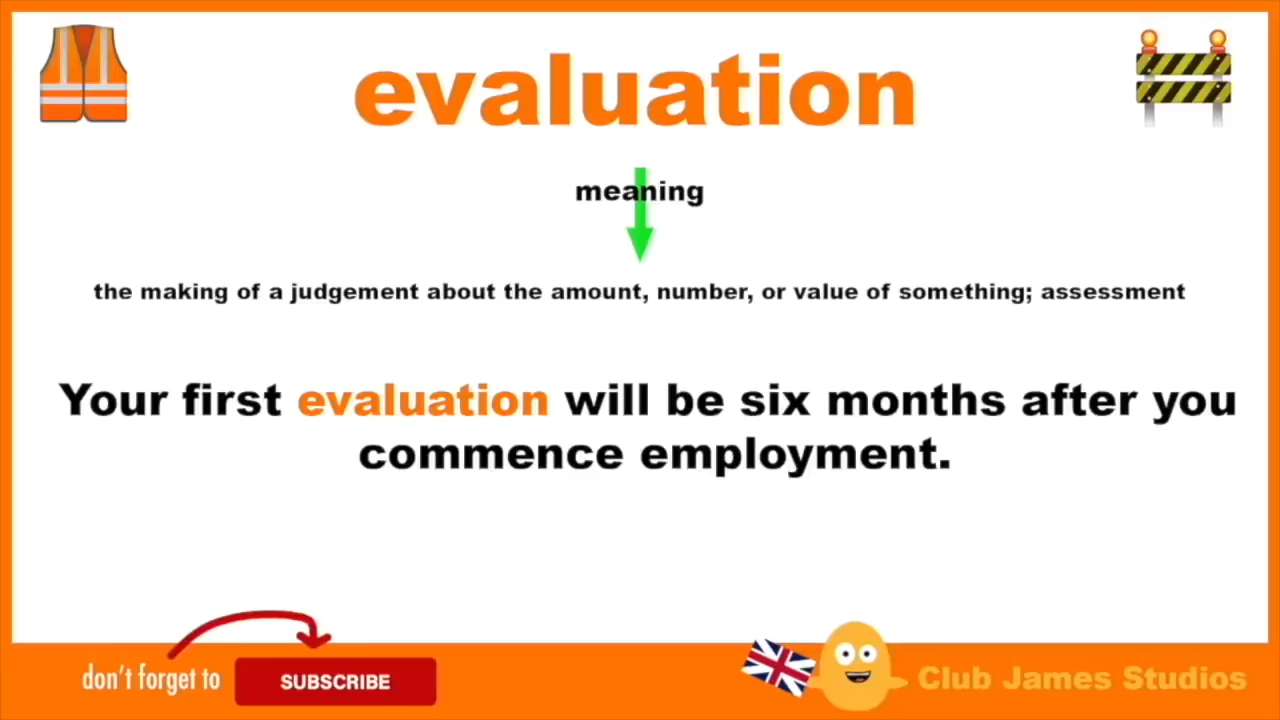 evaluation
meaning
the making of a judgement about the amount, number, or value of something; assessment
Your first evaluation will be six months after you
commence employment.
don't forget to
SUBSCRIBE
Club James Studios